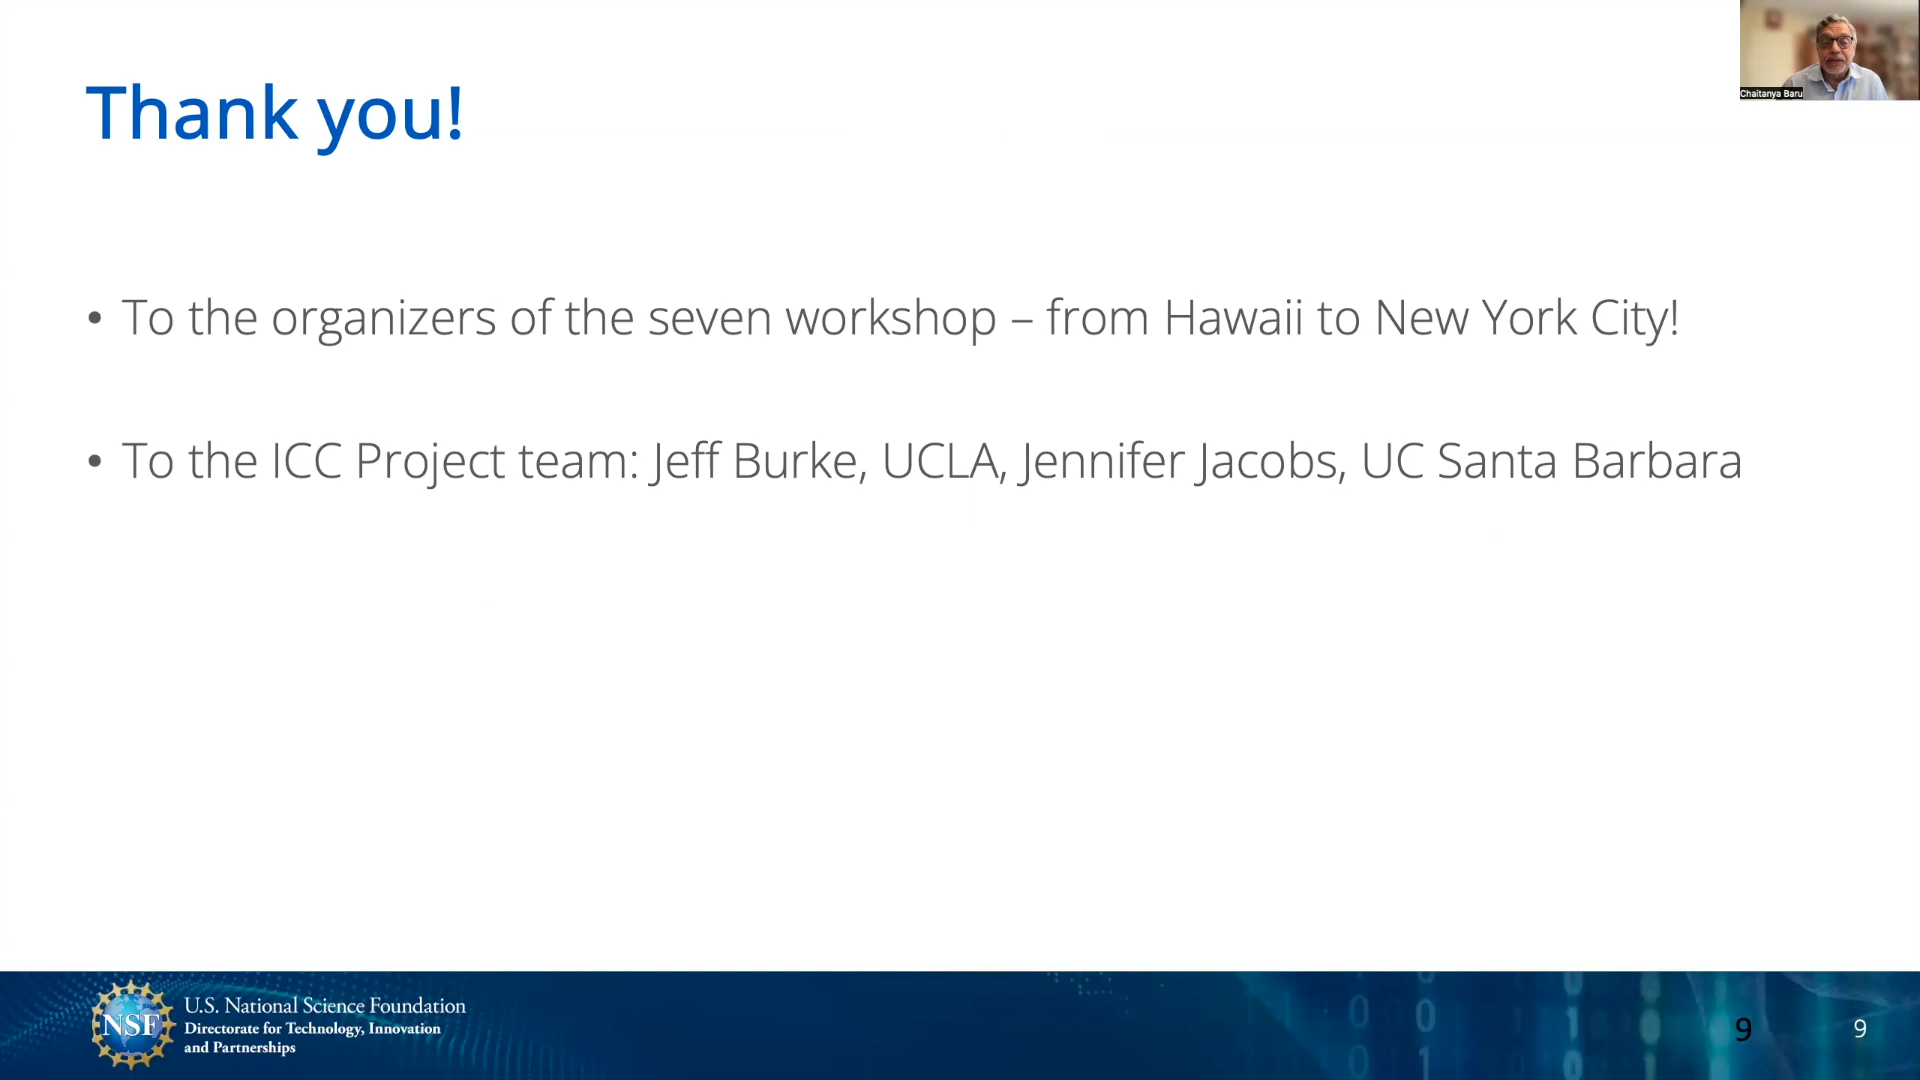 Chaitanya Baru
Thank you!
• To the organizers of the seven workshop – from Hawaii to New York City!
• To the ICC Project team: Jeff Burke, UCLA, Jennifer Jacobs, UC Santa Barbara
NSF
U.S. National Science Foundation
Directorate for Technology, Innovation
and Partnerships
9
9